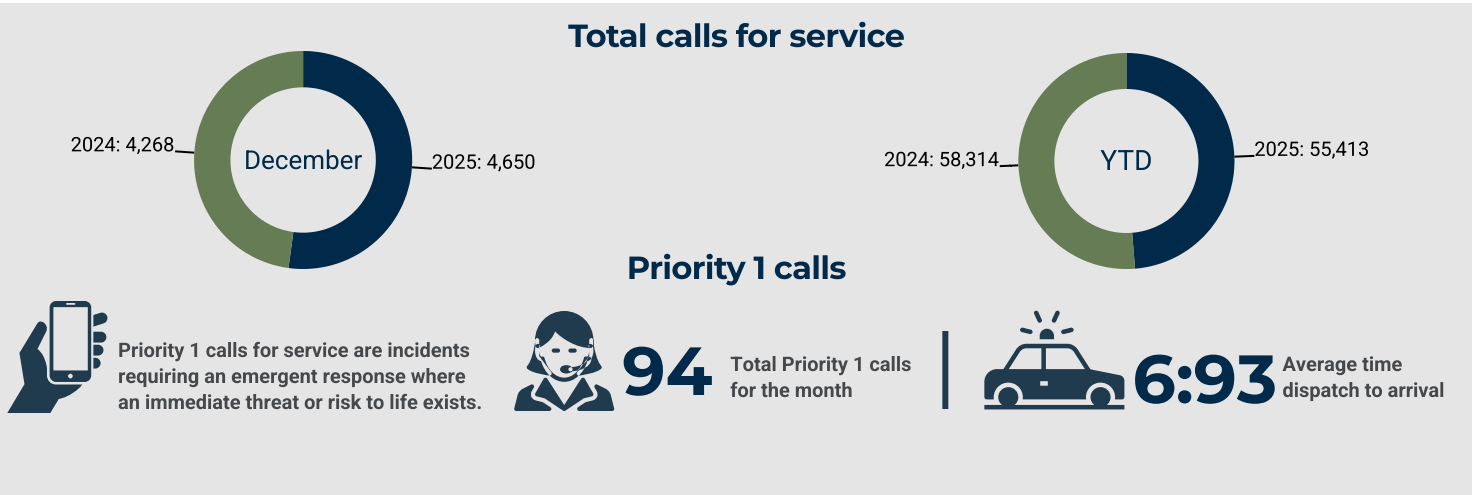 Total calls for service
2024: 4,268
December
2025: 4,650
2024: 58,314
YTD
2025: 55,413
Priority 1 calls
Priority 1 calls for service are incidents
requiring an emergent response where
an immediate threat or risk to life exists.
94
Total Priority 1 calls
for the month
6:93
Average time
dispatch to arrival